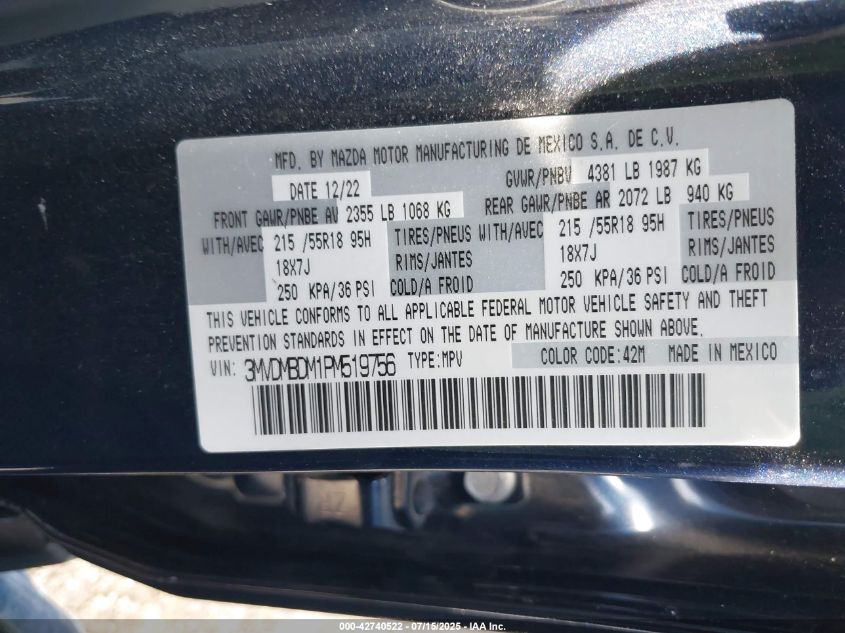 MFD. BY MAZDA MOTOR MANUFACTURING DE MEXICO S.A. DE C.V.
DATE 12/22 GVWR/PNBV 4381 LB 1987 KG
FRONT GAWR/PNBE AV 2355 LB 1068 KG REAR GAWR/PNBE AR 2072 LB 940 KG
WITH/AVEC 215 /55R18 95H TIRES/PNEUS WITH/AVEC 215 /55R18 95H TIRES/PNEUS
18X7J RIMS/JANTES 18X7J RIMS/JANTES
250 KPA/36 PSI COLD/A FROID 250 KPA/36 PSI COLD/A FROID
THIS VEHICLE CONFORMS TO ALL APPLICABLE FEDERAL MOTOR VEHICLE SAFETY AND THEFT
PREVENTION STANDARDS IN EFFECT ON THE DATE OF MANUFACTURE SHOWN ABOVE.
VIN: 3MVDMBDM1PM519756 TYPE:MPV COLOR CODE:42M MADE IN MEXICO
000-42740522 - 07/15/2025 - © IAA, Inc.